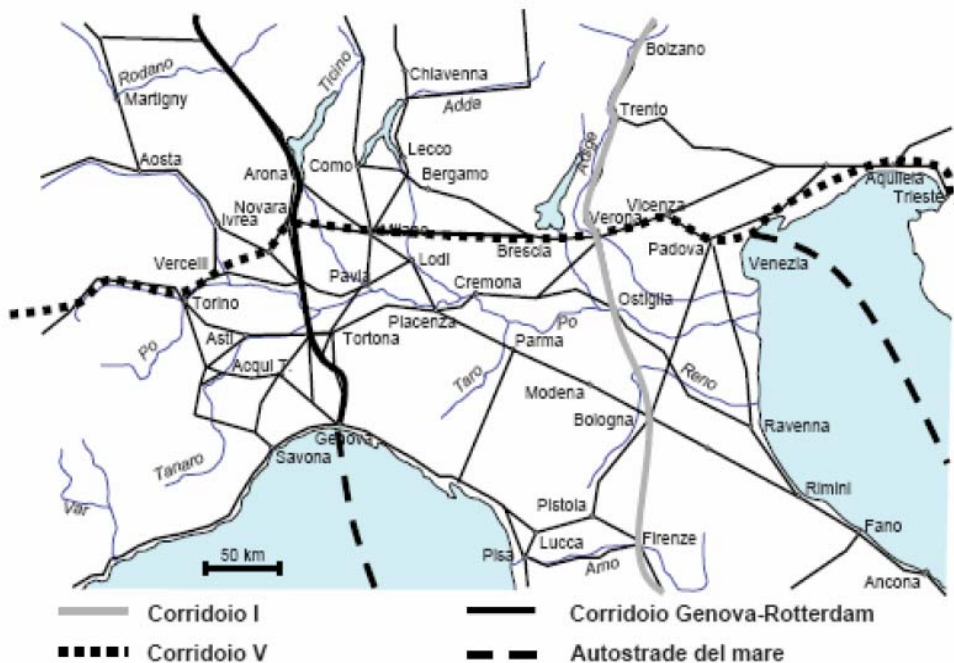 Bolzano
Rodano
Ticino
Chiavenna
Martigny
Adda
Trento
Adige
Aosta
Como
Lecco
Arona
Bergamo
Aquileia
Novara
Vicenza
Trieste
Ivrea
Verona
Milano
Brescia
Padova
Vercelli
Lodi
Venezia
Pavia
Cremona
Torino
Ostiglia
Piacenza
Po
Asti
Tortona
Parma
Po
Acqui T.
Taro
Reno
Modena
Bologna
Ravenna
Genova
Savona
Tanaro
Rimini
Var
Pistoia
Fano
50 km
Pisa
Lucca
Firenze
Arno
Ancona
Corridoio I
Corridoio Genova-Rotterdam
Corridoio V
Autostrade del mare